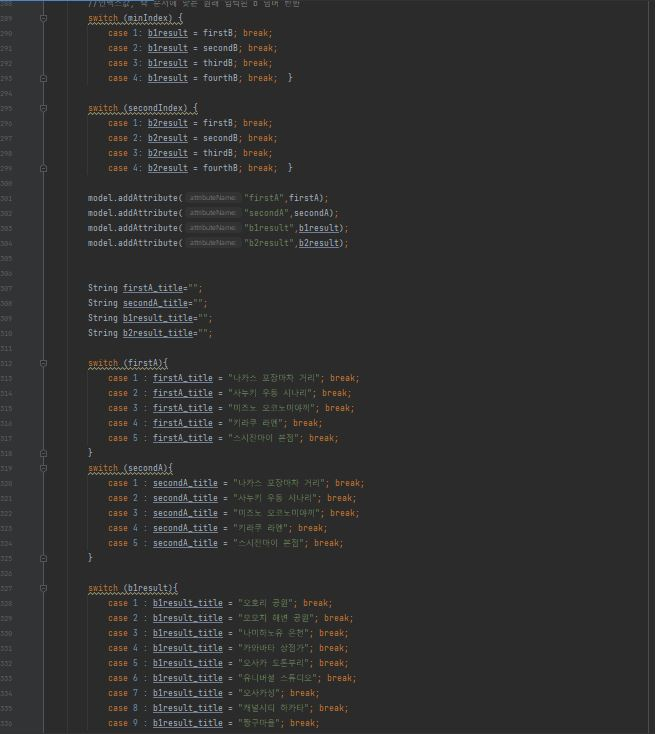 289 switch (minIndex) {
290 case 1: b1result = firstB; break;
291 case 2: b1result = secondB; break;
292 case 3: b1result = thirdB; break;
293 case 4: b1result = fourthB; break; }
294
295 switch (secondIndex) {
296 case 1: b2result = firstB; break;
297 case 2: b2result = secondB; break;
298 case 3: b2result = thirdB; break;
299 case 4: b2result = fourthB; break; }
300
301 model.addAttribute( attributeName: "firstA",firstA);
302 model.addAttribute( attributeName: "secondA",secondA);
303 model.addAttribute( attributeName: "b1result",b1result);
304 model.addAttribute( attributeName: "b2result",b2result);
305
306
307 String firstA_title="";
308 String secondA_title="";
309 String b1result_title="";
310 String b2result_title="";
311
312 switch (firstA){
313 case 1 : firstA_title = "나카스 포장마차 거리"; break;
314 case 2 : firstA_title = "사누키 우동 시나리"; break;
315 case 3 : firstA_title = "미즈노 오코노미야끼"; break;
316 case 4 : firstA_title = "키라쿠 라멘"; break;
317 case 5 : firstA_title = "스시잔마이 본점"; break;
318 }
319 switch (secondA){
320 case 1 : secondA_title = "나카스 포장마차 거리"; break;
321 case 2 : secondA_title = "사누키 우동 시나리"; break;
322 case 3 : secondA_title = "미즈노 오코노미야끼"; break;
323 case 4 : secondA_title = "키라쿠 라멘"; break;
324 case 5 : secondA_title = "스시잔마이 본점"; break;
325 }
326
327 switch (b1result){
328 case 1 : b1result_title = "오호리 공원"; break;
329 case 2 : b1result_title = "모모치 해변 공원"; break;
330 case 3 : b1result_title = "나미하노유 온천"; break;
331 case 4 : b1result_title = "카와바타 상점가"; break;
332 case 5 : b1result_title = "오사카 도톤부리"; break;
333 case 6 : b1result_title = "유니버셜 스튜디오"; break;
334 case 7 : b1result_title = "오사카성"; break;
335 case 8 : b1result_title = "캐널시티 하카타"; break;
336 case 9 : b1result_title = "짱구마을"; break;